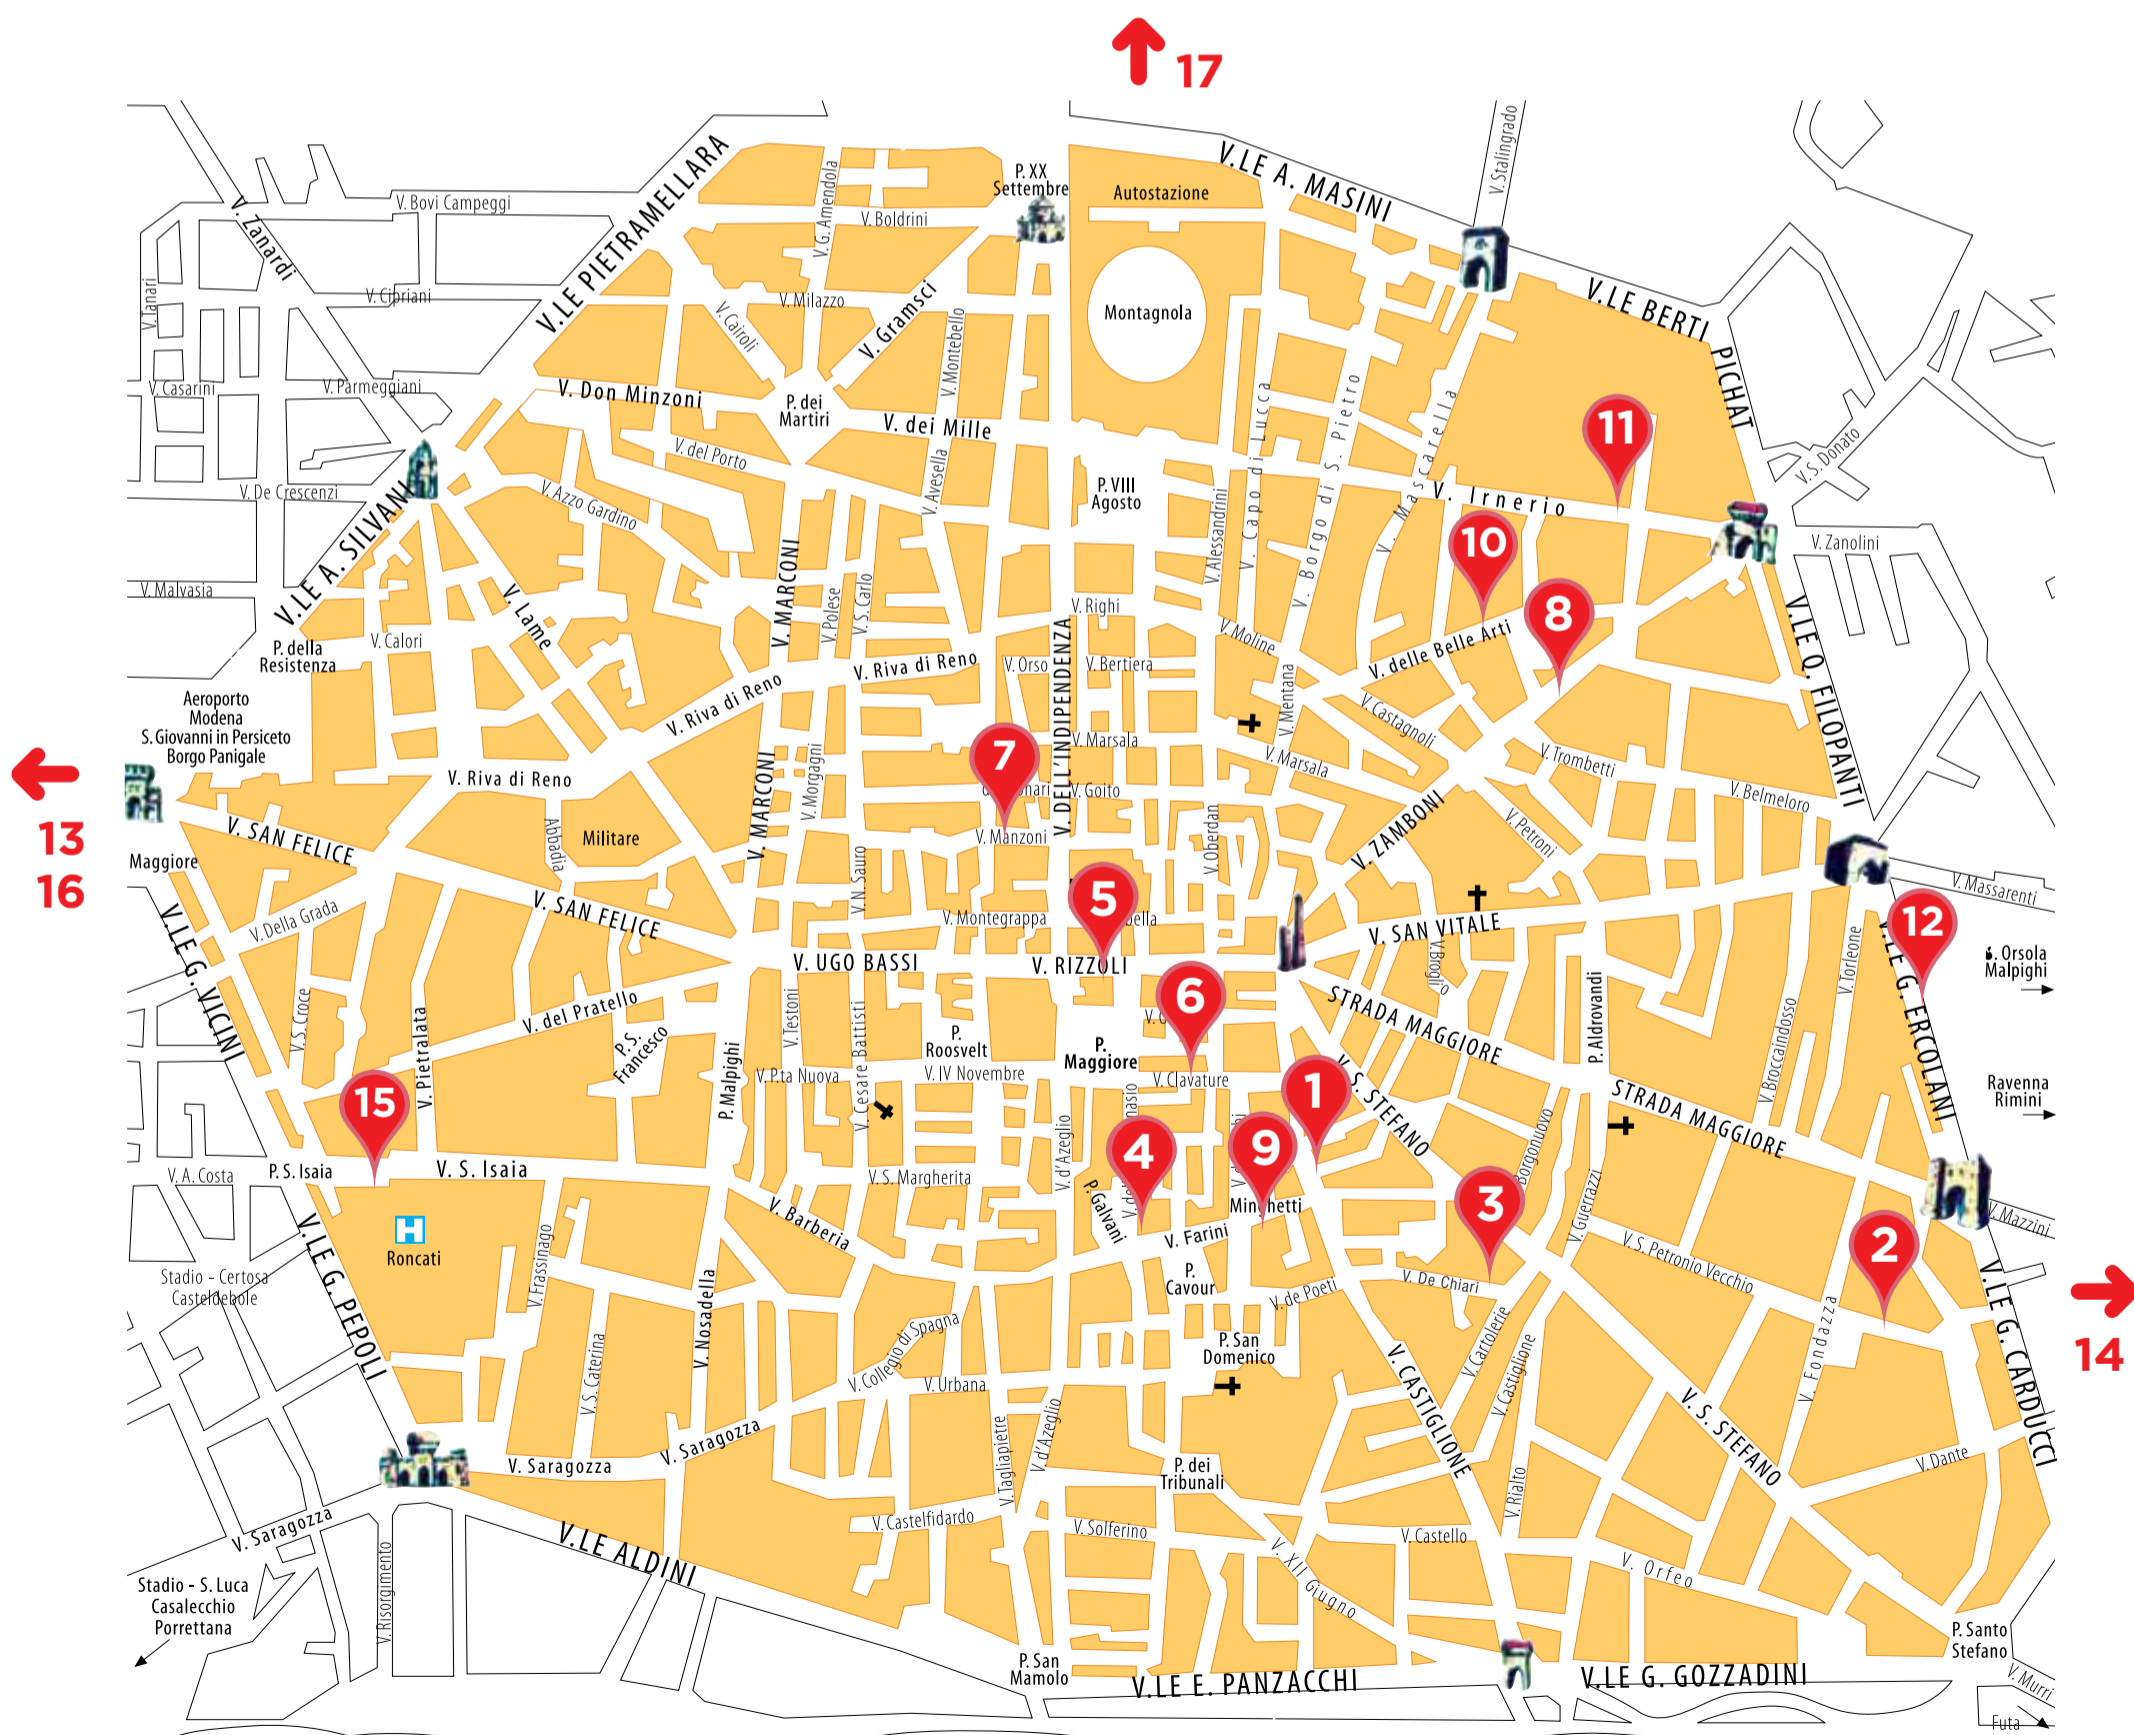 17
V. Stalingrado
V.LE A. MASINI
V.LE PIETRAMELLARA
V. G. Amendola
P. XX
Settembre
Autostazione
V. Bovi Campeggi
V. Boldrini
V. Zanardi
V. Tanari
V. Cipriani
V. Milazzo
V. Cairoli
V. Gramsci
V. Montebello
Montagnola
V.LE BERTI
PICHAT
V. Casarini
V. Parmeggiani
V. Don Minzoni
P. dei
Martiri
V. dei Mille
V. Capo di Lucca
V. Borgo di S. Pietro
V. Mascarella
11
V. S. Donato
V. del Porto
V. Avesella
V. De Crescenzi
V. Azzo Gardino
P. VIII
Agosto
V. Irnerio
V. Alessandrini
V.LE A. SILVANI
V. MARCONI
10
V. Zanolini
V. Malvasia
V. Lame
V. Polese
V. S. Carlo
V. Righi
8
V.LE Q. FILOPANTI
V. Calori
P. della
Resistenza
V. Moline
V. delle Belle Arti
V. Riva di Reno
V. Orso
V. DELL'INDIPENDENZA
V. Bertiera
V. Mentana
V. Riva di Reno
Aeroporto
Modena
S. Giovanni in Persiceto
Borgo Panigale
V. Castagnoli
7
V. Marsala
V. Marsala
V. Trombetti
V. Riva di Reno
V. MARCONI
V. Morgagni
V. Goito
V. Belmeloro
13
16
V. SAN FELICE
Abbadia
Militare
V. Manzoni
V. Oberdan
V. ZAMBONI
V. Petroni
Maggiore
V. N. Sauro
V. Massarenti
5
V. Della Grada
V. SAN FELICE
V. Montegrappa
V. SAN VITALE
12
V.LE G. VICINI
V. UGO BASSI
V. RIZZOLI
V. Torleone
S. Orsola
Malpighi
V. S. Croce
V. del Pratello
V. Testoni
6
STRADA MAGGIORE
P. Aldrovandi
V. Broccaindosso
V.LE G. ERCOLANI
V. Pietralata
P. S.
Francesco
P. Malpighi
V. Cesare Battisti
P.
Roosvelt
P.
Maggiore
V. P.ta Nuova
V. IV Novembre
V. Clavature
V. S. STEFANO
Ravenna
Rimini
15
1
STRADA MAGGIORE
V. d'Azeglio
4
9
Borgonuovo
P. S. Isaia
V. S. Isaia
V. A. Costa
V. S. Margherita
P. Galvani
Minghetti
3
V. Guerrazzi
V. Mazzini
V. Barberia
V. Farini
V. S. Petronio Vecchio
2
H
Roncati
V. Frassinago
V.LE G. PEPOLI
V. Nosadella
P.
Cavour
V. De Chiari
V. de Poeti
V. Fondazza
V.LE G. CARDUCCI
14
Stadio - Certosa
Casteldebole
V. S. Caterina
V. Collegio di Spagna
P. San
Domenico
V. Cartolerie
V. Castiglione
V. CASTIGLIONE
V. Urbana
V. S. STEFANO
V. Saragozza
V. Saragozza
V. Tagliapietre
V. d'Azeglio
P. dei
Tribunali
V. Rialto
V. Dante
V. Saragozza
V. Castelfidardo
V. Solferino
V. Castello
V.LE ALDINI
V. Risorgimento
V. XII Giugno
V. Orfeo
Stadio - S. Luca
Casalecchio
Porrettana
P. San
Mamolo
V.LE E. PANZACCHI
V.LE G. GOZZADINI
P. Santo
Stefano
V. Murri
Futa